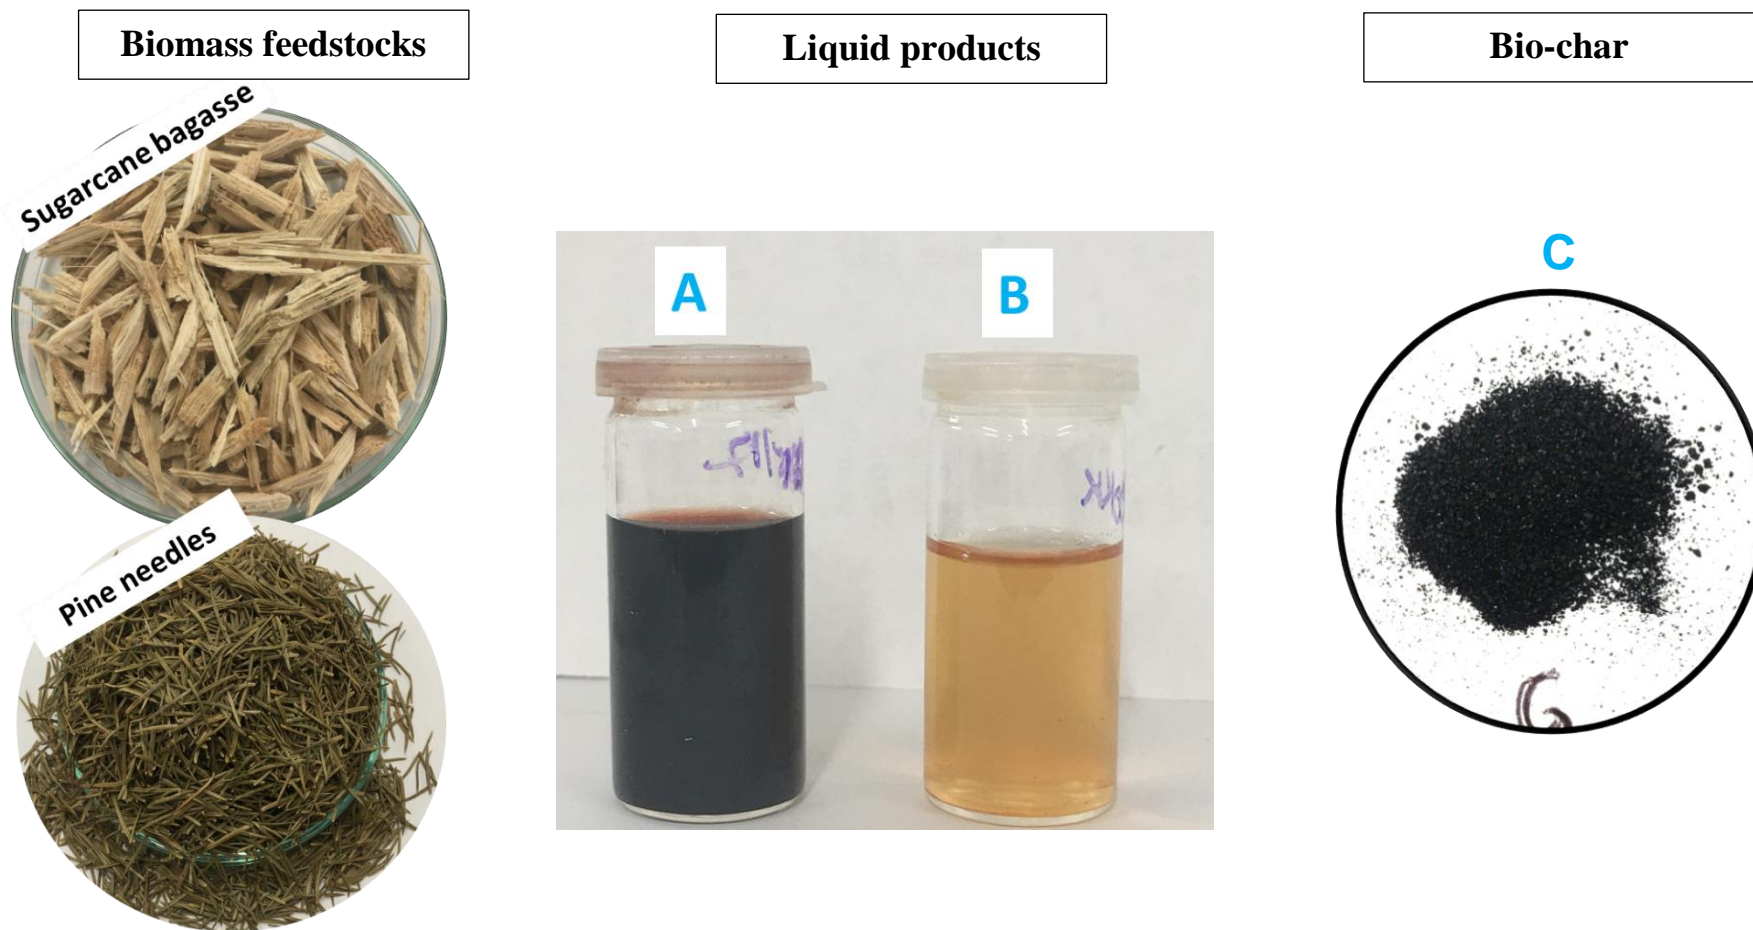 Biomass feedstocks
Sugarcane bagasse
Pine needles
Liquid products
A
B
Bio-char
C